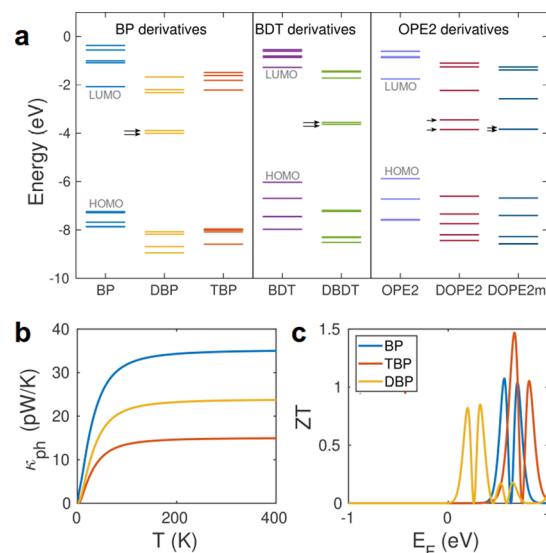 a
BP derivatives
BDT derivatives
OPE2 derivatives
Energy (eV)
0
-2
-4
-6
-8
-10
LUMO
LUMO
LUMO
HOMO
HOMO
HOMO
BP
DBP
TBP
BDT
DBDT
OPE2
DOPE2
DOPE2m
b
κph (pW/K)
40
30
20
10
0
0
200
400
T (K)
c
ZT
1.5
1
0.5
0
BP
TBP
DBP
-1
0
1
E_F (eV)